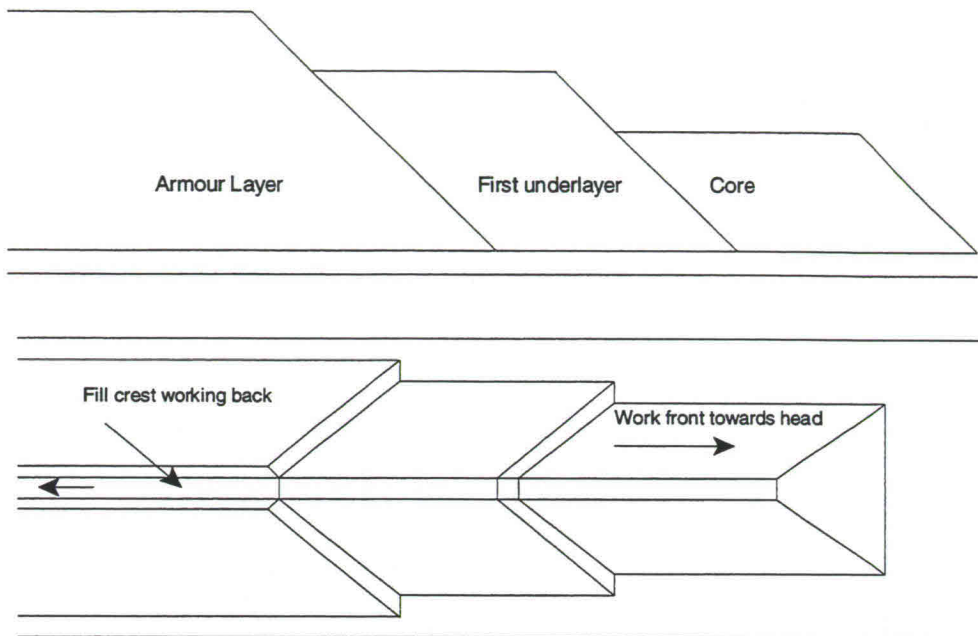 Armour Layer
First underlayer
Core
Fill crest working back
Work front towards head